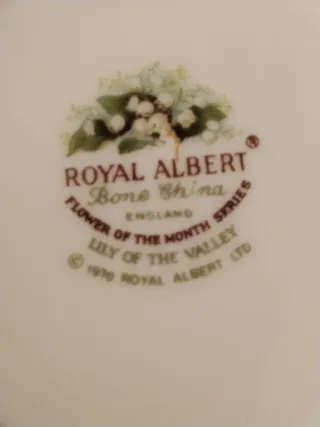 ROYAL ALBERT®
Bone China
ENGLAND
FLOWER OF THE MONTH SERIES
LILY OF THE VALLEY
© 1970 ROYAL ALBERT LTD